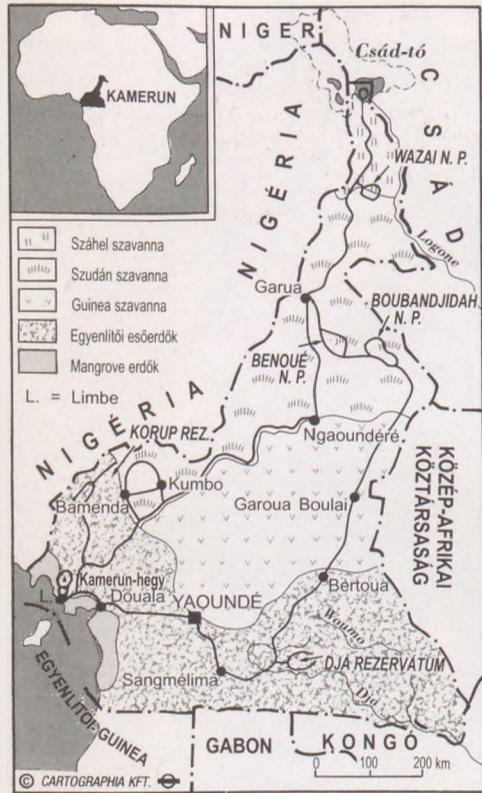 NIGER
Csád-tó
KAMERUN
NIGÉRIA
CSÁD
WAZAI N. P.
Logone
Száhel szavanna
Szudán szavanna
Guinea szavanna
Egyenlítői esőerdők
Mangrove erdők
L. = Limbe
Garua
BOUBANDJIDAH
N. P.
BENOUÉ
N. P.
NIGÉRIA
KORUP REZ.
Ngaoundéré
KÖZÉP-AFRIKAI
KÖZTÁRSASÁG
Kumbo
Bamenda
Garoua Boulai
Kamerun-hegy
L.
Douala
YAOUNDÉ
Bertoua
DJA REZERVÁTUM
Sangmélima
Dja
EGYENLÍTŐI-GUINEA
GABON
KONGÓ
0 100 200 km
© CARTOGRAPHIA KFT.